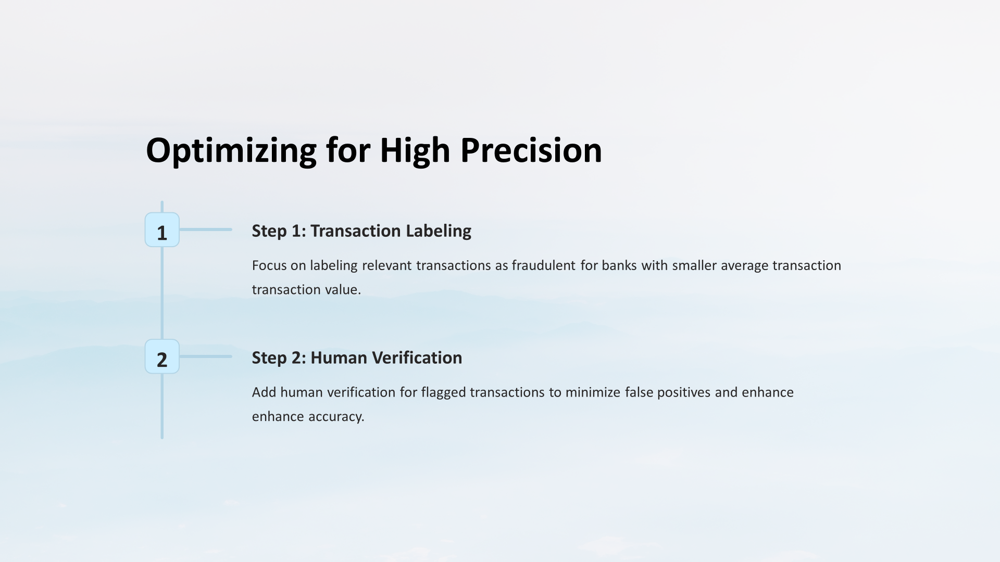 Optimizing for High Precision
1
Step 1: Transaction Labeling
Focus on labeling relevant transactions as fraudulent for banks with smaller average transaction
transaction value.
2
Step 2: Human Verification
Add human verification for flagged transactions to minimize false positives and enhance
enhance accuracy.